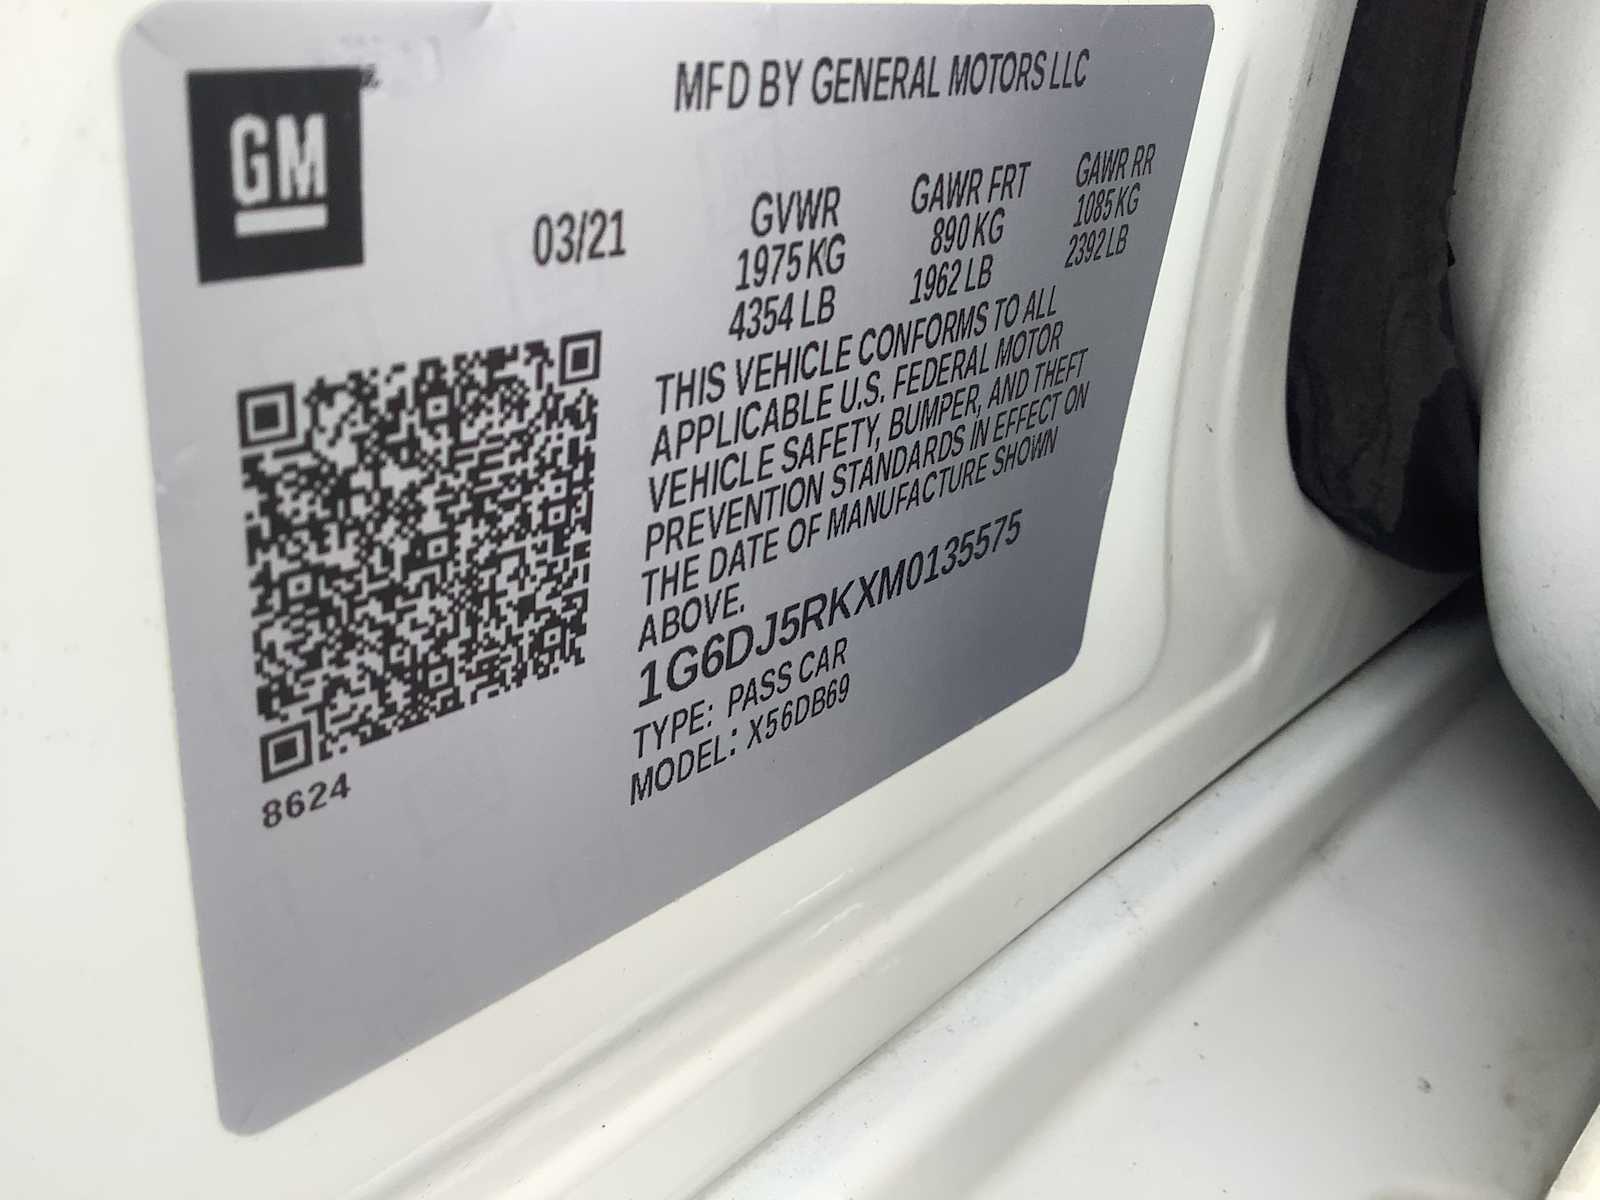 GM
MFD BY GENERAL MOTORS LLC
03/21
GVWR
1975 KG
4354 LB
GAWR FRT
890 KG
1962 LB
GAWR RR
1085 KG
2392 LB
THIS VEHICLE CONFORMS TO ALL
APPLICABLE U.S. FEDERAL MOTOR
VEHICLE SAFETY, BUMPER, AND THEFT
PREVENTION STANDARDS IN EFFECT ON
THE DATE OF MANUFACTURE SHOWN
ABOVE.
1G6DJ5RKXM0135575
TYPE: PASS CAR
MODEL: X56DB69
8624